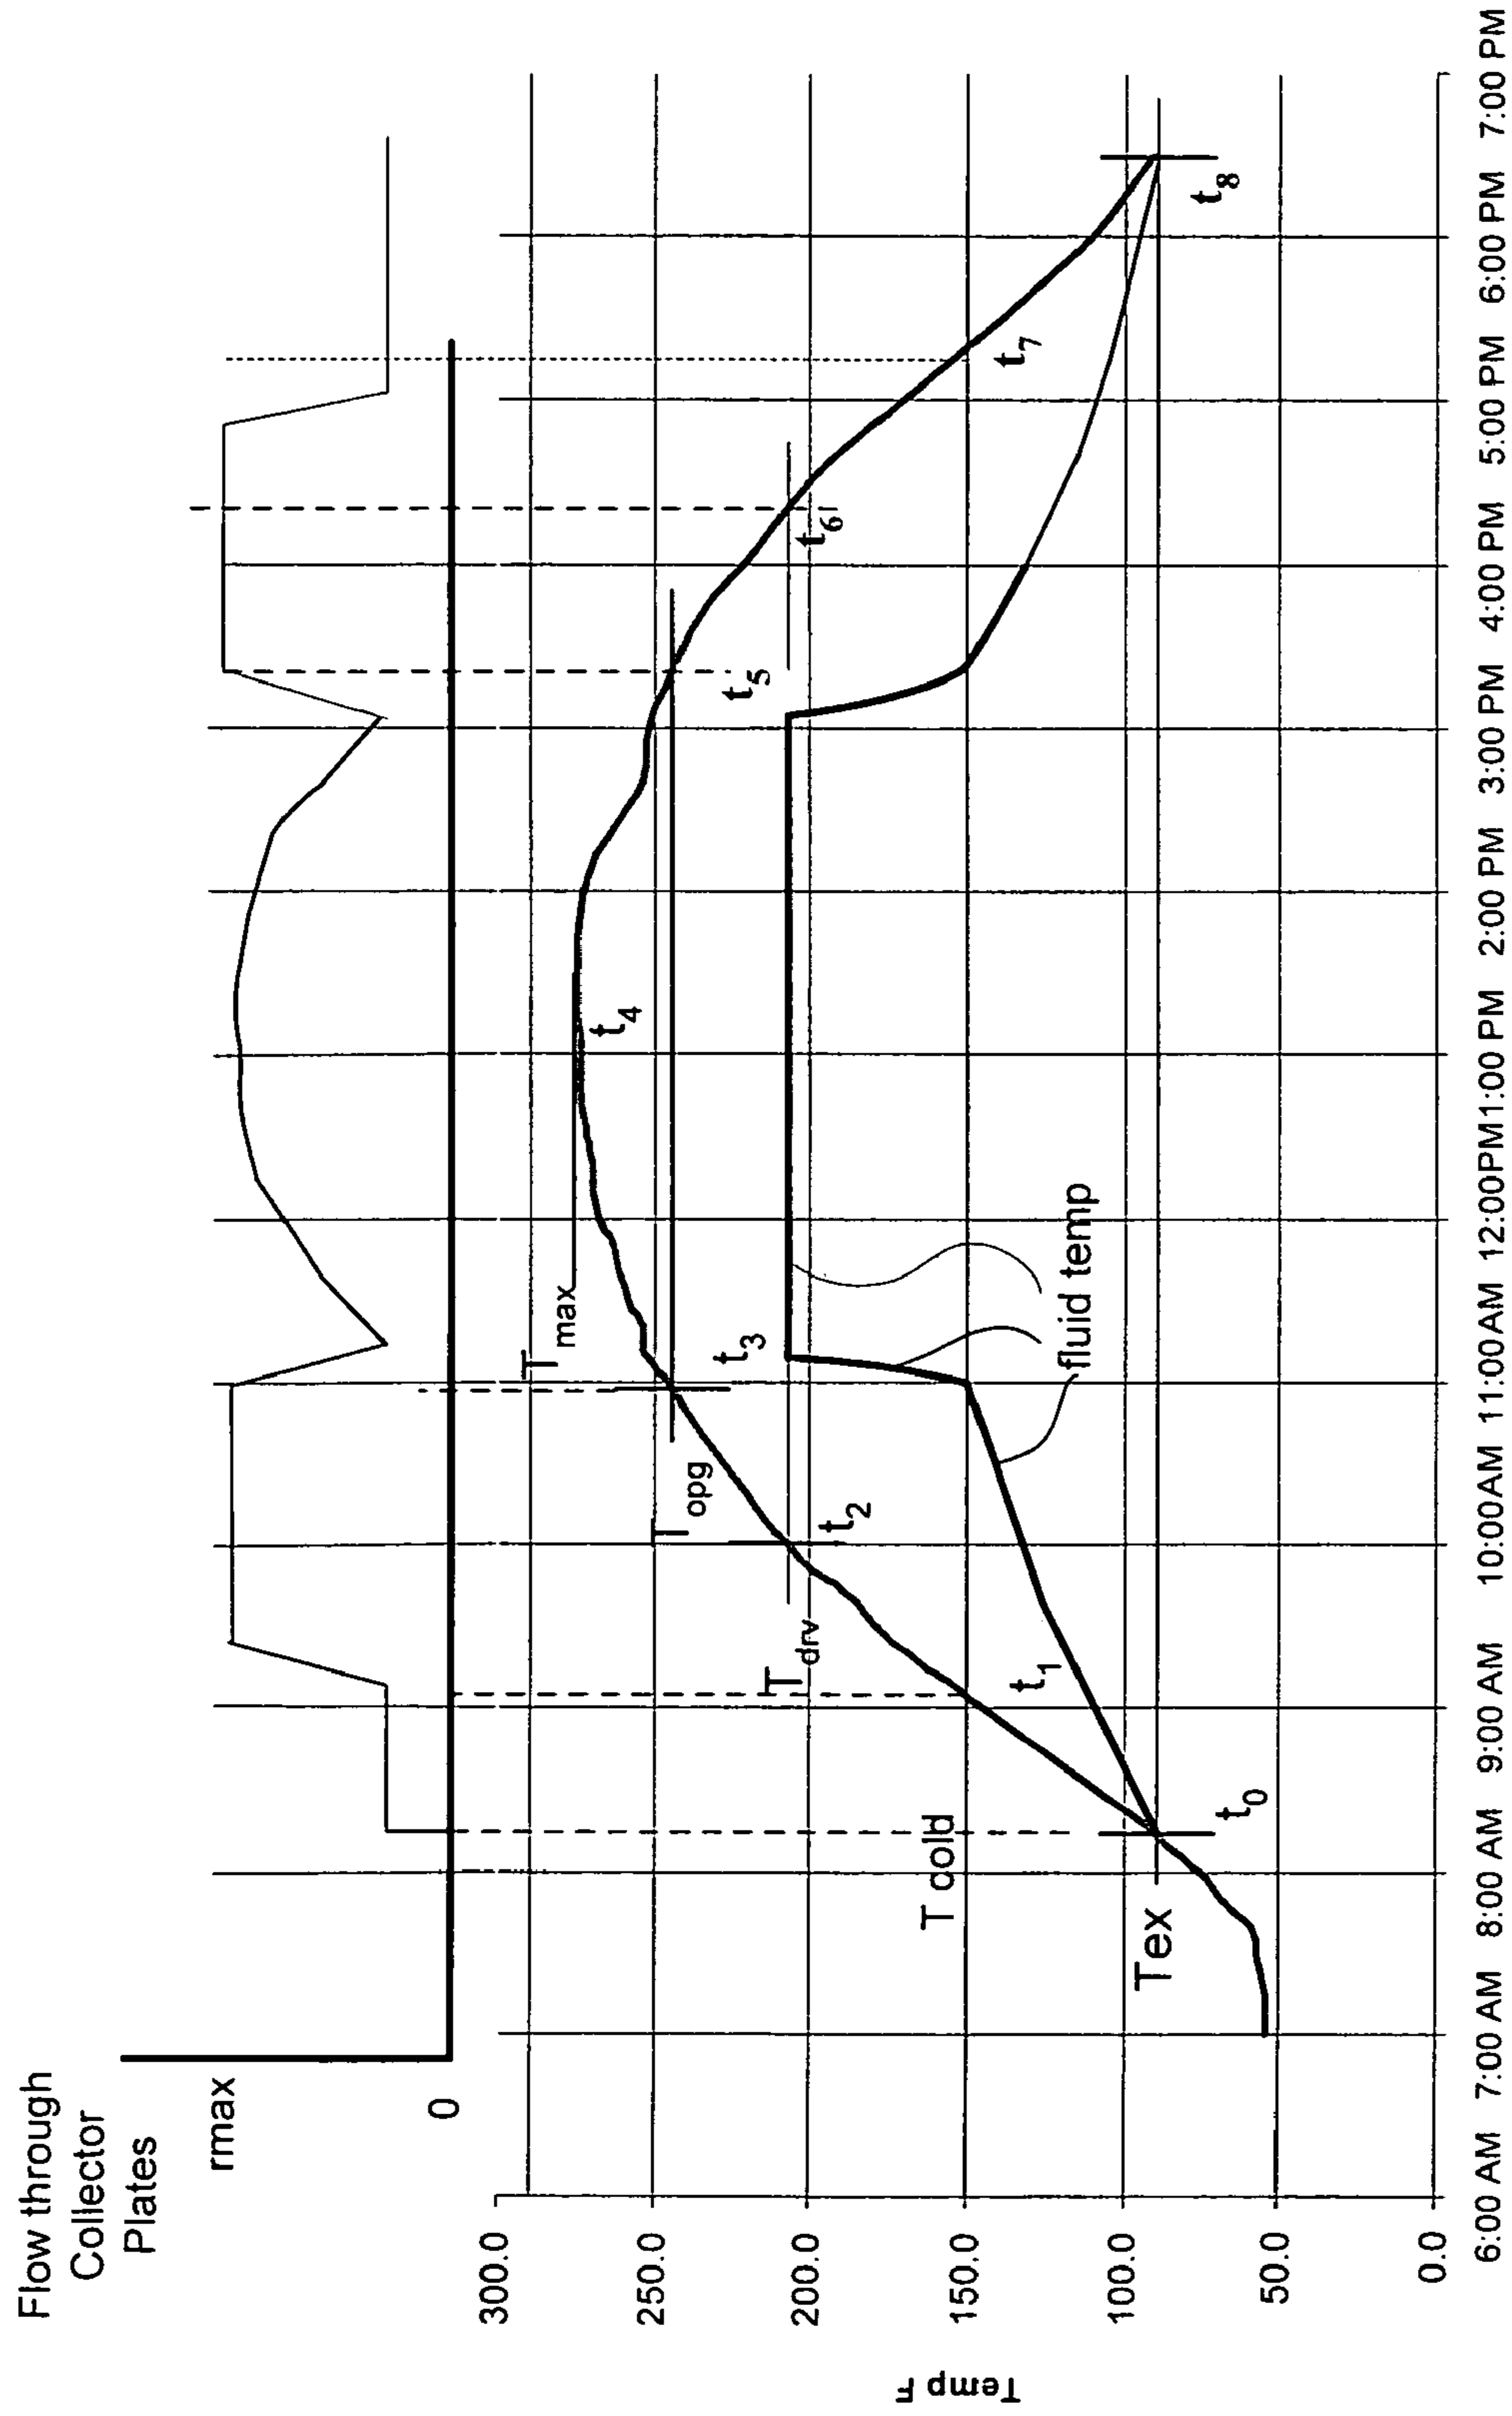 Flow through
Collector
Plates
rmax
0
300.0
250.0
200.0
150.0
100.0
50.0
0.0
Temp F
Tmax
Topg
Tdrv
T cold
Tex
t0
t1
t2
t3
t4
t5
t6
t7
t8
fluid temp
6:00 AM 7:00 AM 8:00 AM 9:00 AM 10:00AM 11:00AM 12:00PM 1:00 PM 2:00 PM 3:00 PM 4:00 PM 5:00 PM 6:00 PM 7:00 PM